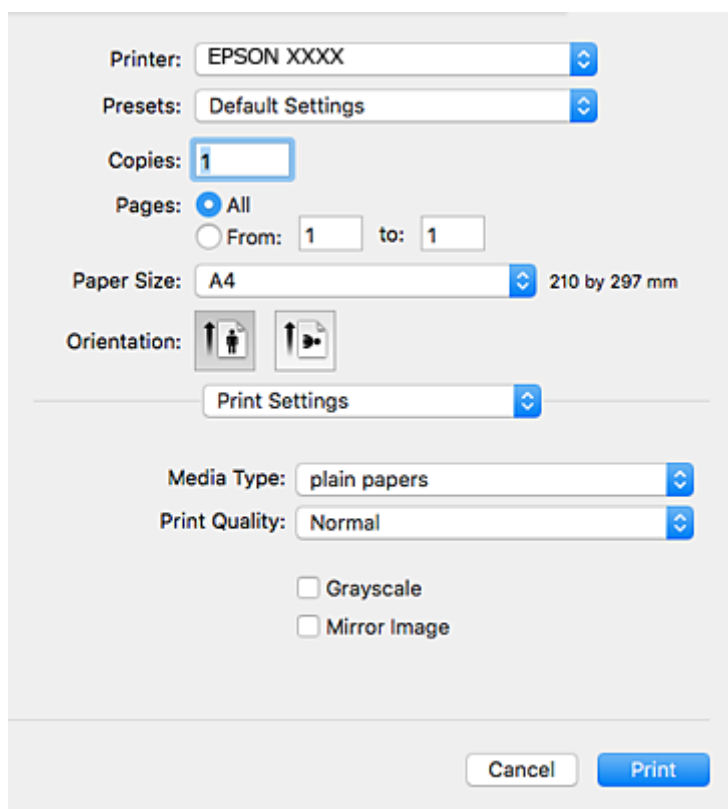 Printer: EPSON XXXX
Presets: Default Settings
Copies: 1
Pages: All
From: 1 to: 1
Paper Size: A4 210 by 297 mm
Orientation:
Print Settings
Media Type: plain papers
Print Quality: Normal
Grayscale
Mirror Image
Cancel Print